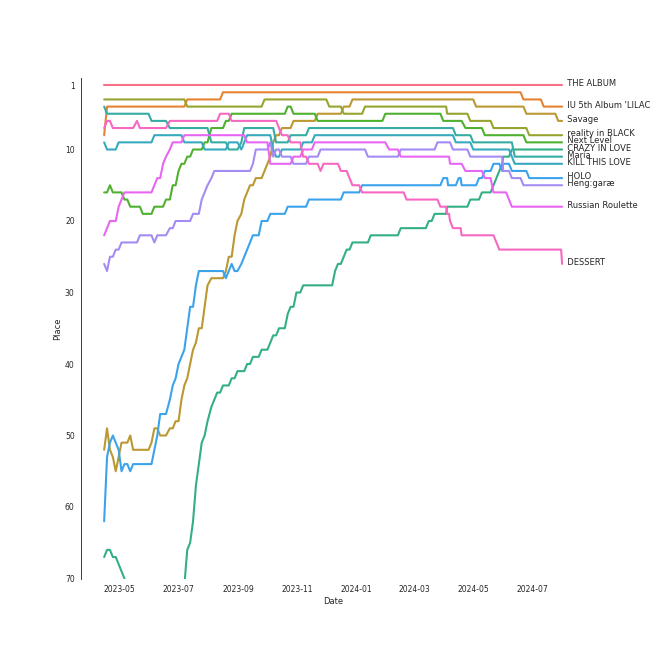 1
10
20
30
40
50
60
70
Place
2023-05 2023-07 2023-09 2023-11 2024-01 2024-03 2024-05 2024-07
Date
THE ALBUM
IU 5th Album 'LILAC
Savage
reality in BLACK
Next Level
CRAZY IN LOVE
Maria
KILL THIS LOVE
HOLO
Heng:garæ
Russian Roulette
DESSERT